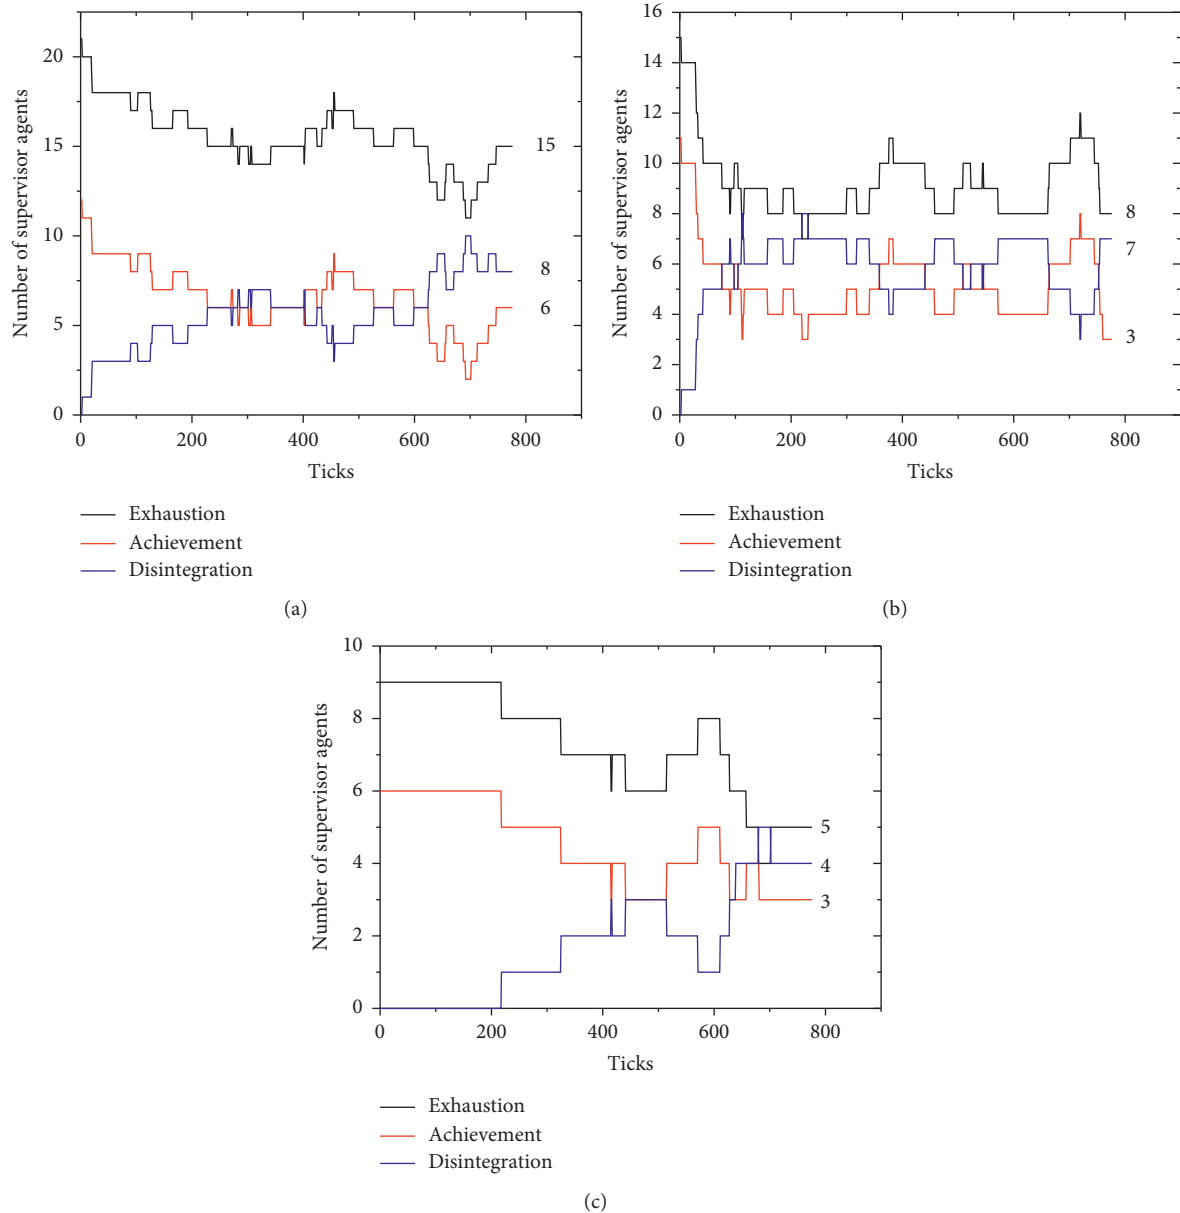 Number of supervisor agents
20
15
10
5
0
15
8
6
0 200 400 600 800
Ticks
Exhaustion
Achievement
Disintegration
(a)
Number of supervisor agents
16
14
12
10
8
6
4
2
0
8
7
3
0 200 400 600 800
Ticks
Exhaustion
Achievement
Disintegration
(b)
Number of supervisor agents
10
8
6
4
2
0
5
4
3
0 200 400 600 800
Ticks
Exhaustion
Achievement
Disintegration
(c)